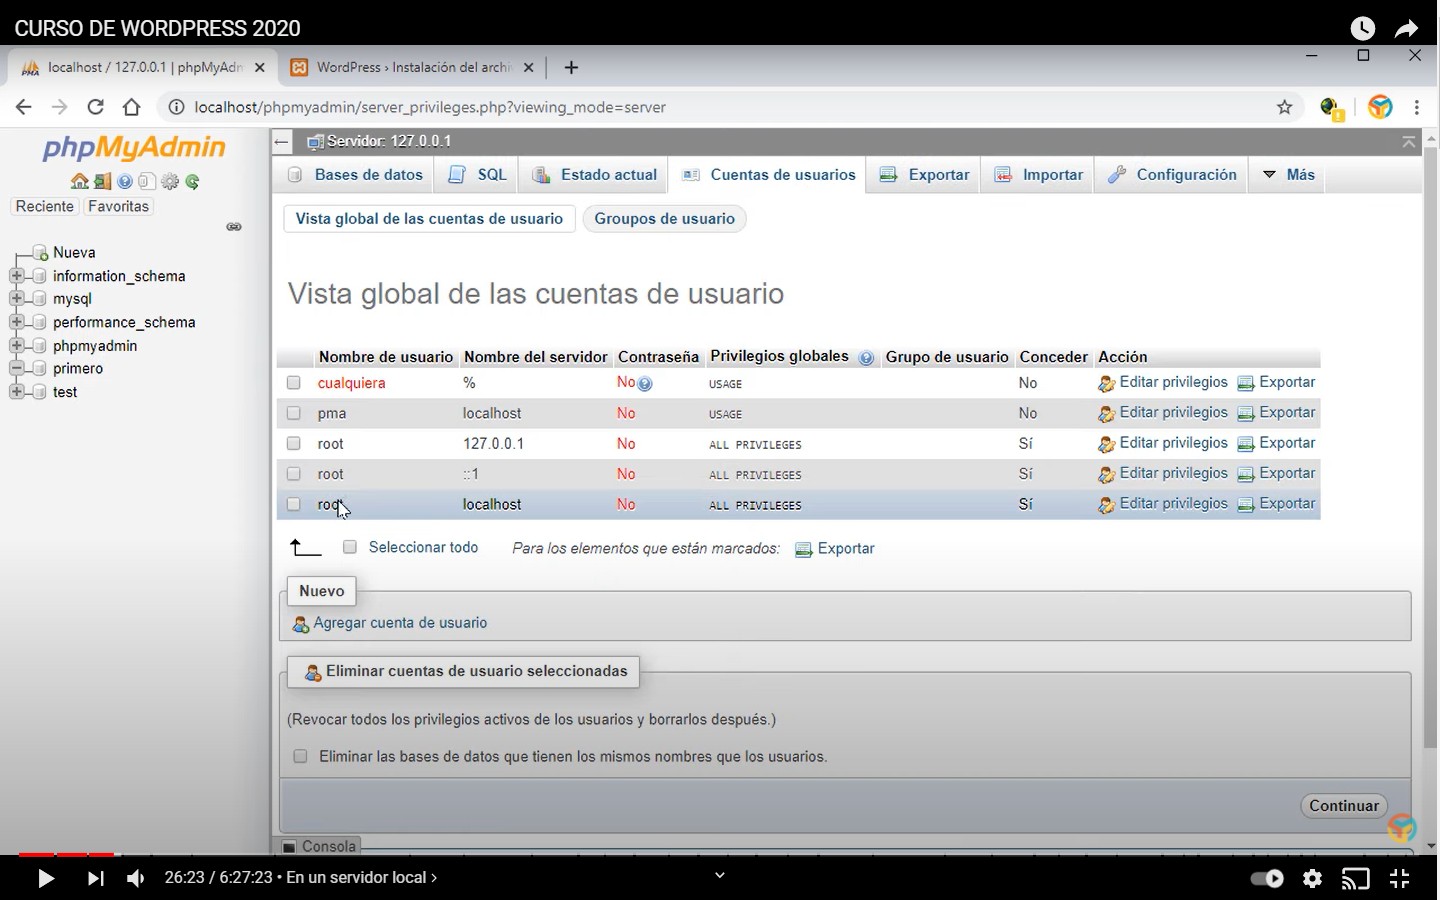 CURSO DE WORDPRESS 2020
localhost / 127.0.0.1 | phpMyAdn
WordPress › Instalación del archi
localhost/phpmyadmin/server_privileges.php?viewing_mode=server
phpMyAdmin
Reciente Favoritas
Nueva
information_schema
mysql
performance_schema
phpmyadmin
primero
test
Servidor: 127.0.0.1
Bases de datos SQL Estado actual Cuentas de usuarios Exportar Importar Configuración Más
Vista global de las cuentas de usuario Groupos de usuario
Vista global de las cuentas de usuario
Nombre de usuario Nombre del servidor Contraseña Privilegios globales Grupo de usuario Conceder Acción
cualquiera % No USAGE No Editar privilegios Exportar
pma localhost No USAGE No Editar privilegios Exportar
root 127.0.0.1 No ALL PRIVILEGES Sí Editar privilegios Exportar
root ::1 No ALL PRIVILEGES Sí Editar privilegios Exportar
root localhost No ALL PRIVILEGES Sí Editar privilegios Exportar
Seleccionar todo Para los elementos que están marcados: Exportar
Nuevo
Agregar cuenta de usuario
Eliminar cuentas de usuario seleccionadas
(Revocar todos los privilegios activos de los usuarios y borrarlos después.)
Eliminar las bases de datos que tienen los mismos nombres que los usuarios.
Continuar
Consola
26:23 / 6:27:23 • En un servidor local ›